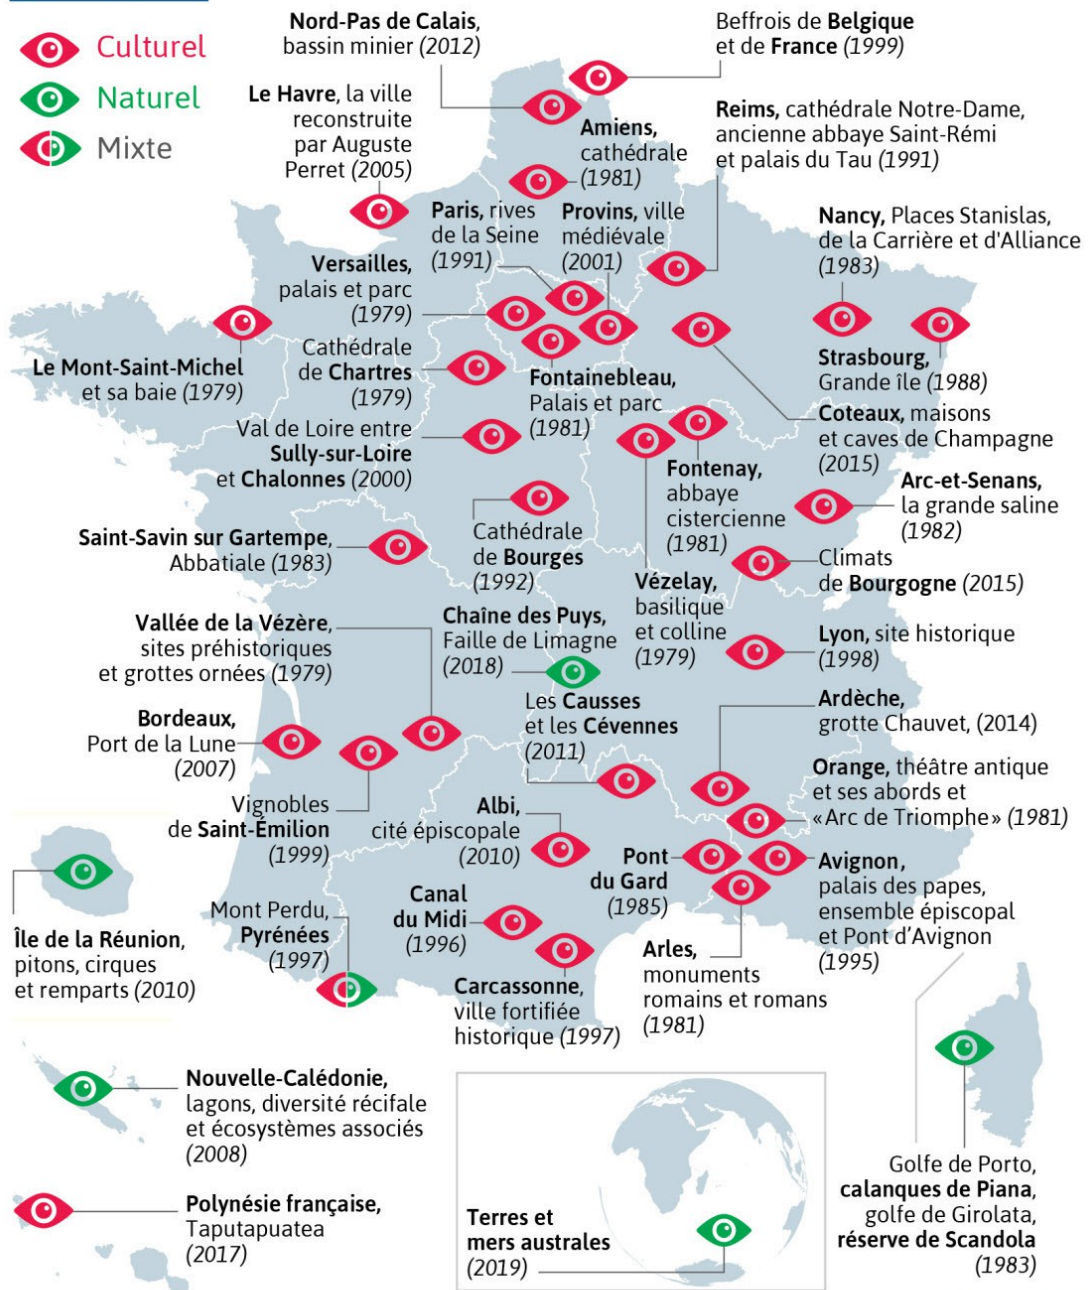 Culturel
Naturel
Mixte
Nord-Pas de Calais,
bassin minier (2012)
Beffrois de Belgique
et de France (1999)
Le Havre, la ville
reconstruite
par Auguste
Perret (2005)
Amiens,
cathédrale
(1981)
Reims, cathédrale Notre-Dame,
ancienne abbaye Saint-Rémi
et palais du Tau (1991)
Paris, rives
de la Seine
(1991)
Provins, ville
médiévale
(2001)
Nancy, Places Stanislas,
de la Carrière et d'Alliance
(1983)
Versailles,
palais et parc
(1979)
Le Mont-Saint-Michel
et sa baie (1979)
Cathédrale
de Chartres
(1979)
Fontainebleau,
Palais et parc
(1981)
Strasbourg,
Grande île (1988)
Coteaux, maisons
et caves de Champagne
(2015)
Val de Loire entre
Sully-sur-Loire
et Chalonnes (2000)
Fontenay,
abbaye
cistercienne
(1981)
Arc-et-Senans,
la grande saline
(1982)
Saint-Savin sur Gartempe,
Abbatiale (1983)
Cathédrale
de Bourges
(1992)
Climats
de Bourgogne (2015)
Vézelay,
basilique
et colline
(1979)
Vallée de la Vézère,
sites préhistoriques
et grottes ornées (1979)
Chaîne des Puys,
Faille de Limagne
(2018)
Lyon, site historique
(1998)
Les Causses
et les Cévennes
(2011)
Ardèche,
grotte Chauvet, (2014)
Bordeaux,
Port de la Lune
(2007)
Orange, théâtre antique
et ses abords et
«Arc de Triomphe» (1981)
Vignobles
de Saint-Émilion
(1999)
Albi,
cité épiscopale
(2010)
Pont
du Gard
(1985)
Avignon,
palais des papes,
ensemble épiscopal
et Pont d'Avignon
(1995)
Île de la Réunion,
pitons, cirques
et remparts (2010)
Mont Perdu,
Pyrénées
(1997)
Canal
du Midi
(1996)
Carcassonne,
ville fortifiée
historique (1997)
Arles,
monuments
romains et romans
(1981)
Nouvelle-Calédonie,
lagons, diversité récifale
et écosystèmes associés
(2008)
Polynésie française,
Taputapuatea
(2017)
Terres et
mers australes
(2019)
Golfe de Porto,
calanques de Piana,
golfe de Girolata,
réserve de Scandola
(1983)